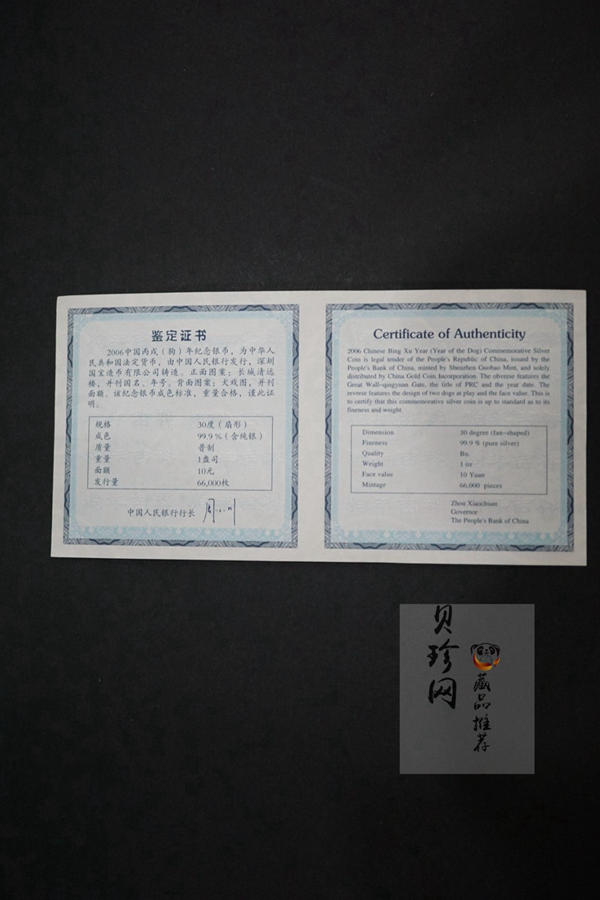 鉴定证书
2006中国丙戌（狗）年纪念银币，为中华人
民共和国法定货币，由中国人民银行发行，深圳
国宝造币有限公司铸造。正面图案：长城清远
楼，并刊国名、年号，背面图案：犬戏图，并刊
面额。该纪念银币成色标准，重量合格，谨此证
明。
规格 30度（扇形）
成色 99.9%（含纯银）
质量 普制
重量 1盎司
面额 10元
发行量 66,000枚
中国人民银行行长
Certificate of Authenticity
2006 Chinese Bing Xu Year (Year of the Dog) Commemorative Silver
Coin is legal tender of the People's Republic of China, issued by the
People's Bank of China, minted by Shenzhen Guobao Mint, and solely
distributed by China Gold Coin Incorporation. The obverse features the
Great Wall-qingyuan Gate, the title of PRC and the year date. The
reverse features the design of two dogs at play and the face value. This is
to certify that this commemorative silver coin is up to standard as to its
fineness and weight.
Dimension 30 degree (fan-shaped)
Fineness 99.9 % (pure silver)
Quality Bu.
Weight 1 oz
Face value 10 Yuan
Mintage 66,000 pieces
Zhou Xiaochuan
Governor
The People's Bank of China
贝珍网
藏品推荐